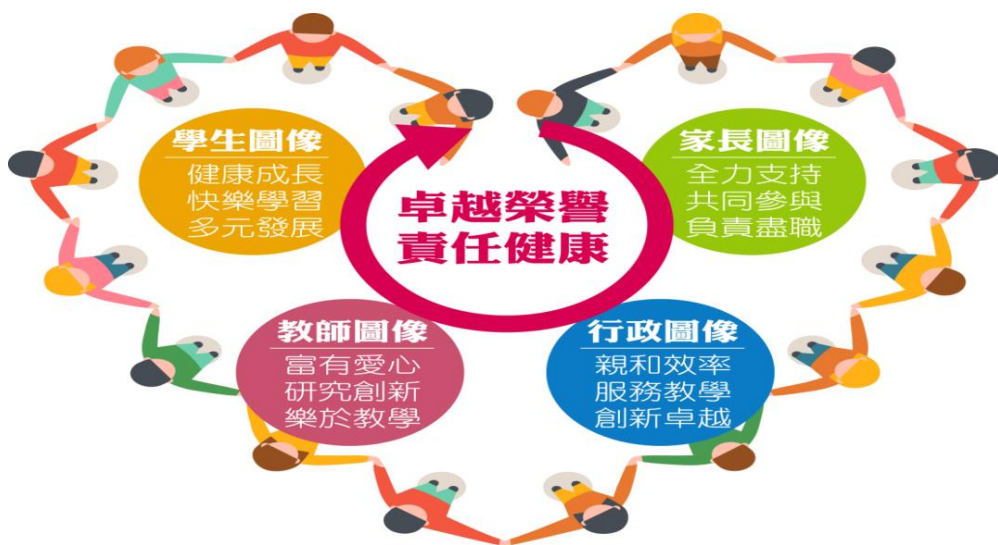 學生圖像
健康成長
快樂學習
多元發展
卓越榮譽
責任健康
家長圖像
全力支持
共同參與
負責盡職
教師圖像
富有愛心
研究創新
樂於教學
行政圖像
親和效率
服務教學
創新卓越